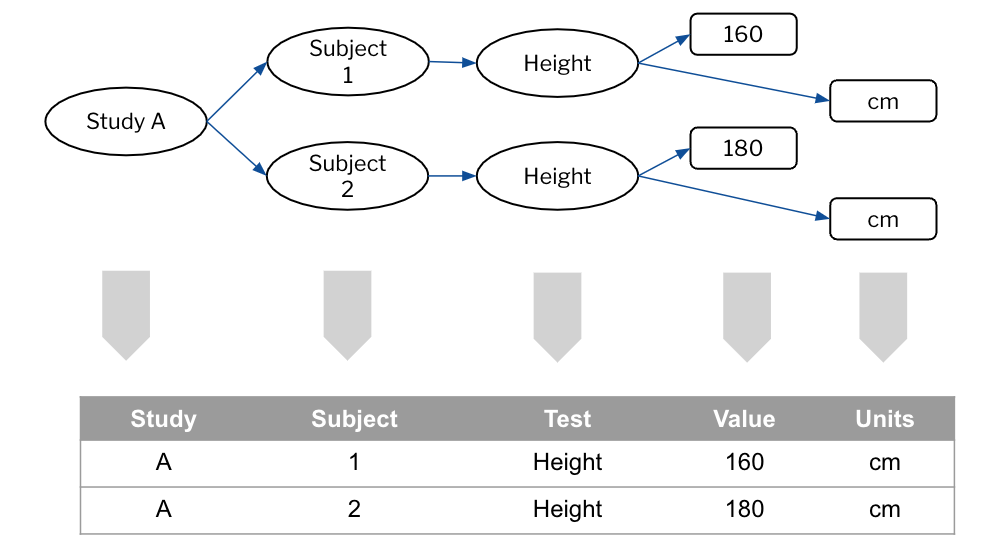 Subject
1
Height
160
cm
Study A
Subject
2
Height
180
cm
Study Subject Test Value Units
A 1 Height 160 cm
A 2 Height 180 cm